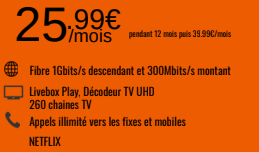 25,99€/mois pendant 12 mois puis 39.99€/mois
Fibre 1Gbits/s descendant et 300Mbits/s montant
Livebox Play, Décodeur TV UHD
260 chaines TV
Appels illimité vers les fixes et mobiles
NETFLIX